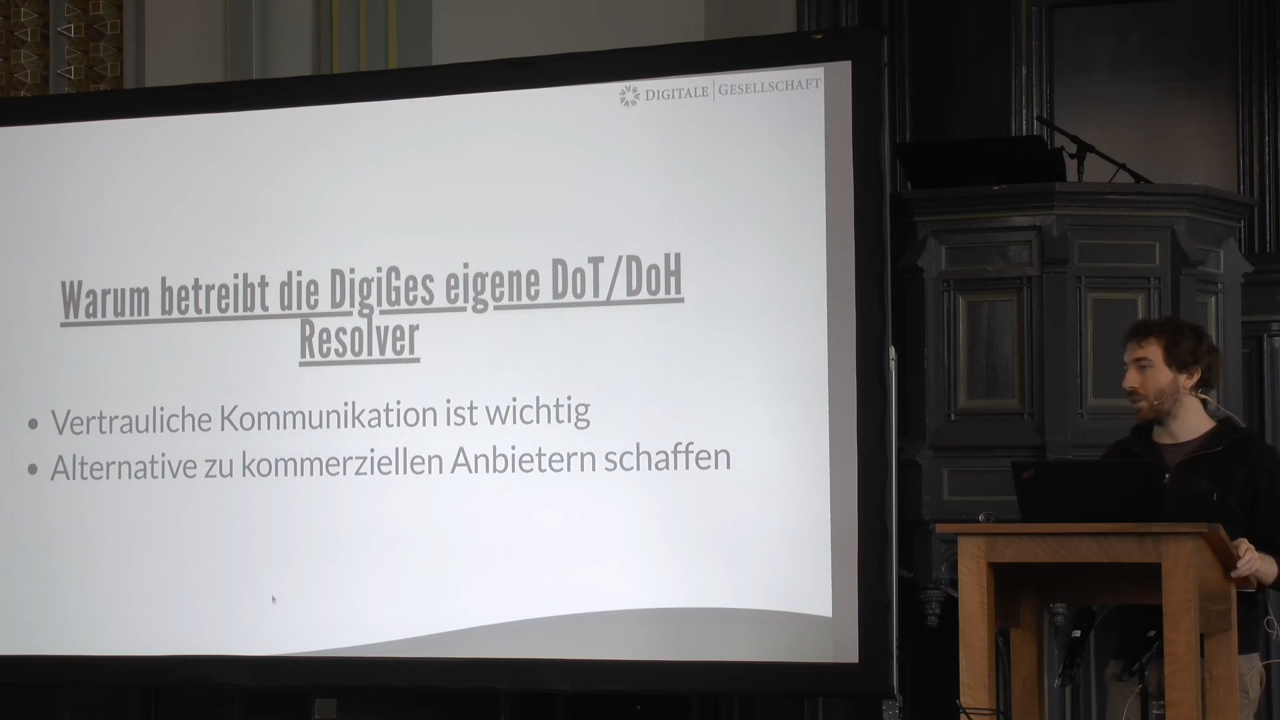 DIGITALE | GESELLSCHAFT
Warum betreibt die DigiGes eigene DoT/DoH
Resolver
• Vertrauliche Kommunikation ist wichtig
• Alternative zu kommerziellen Anbietern schaffen